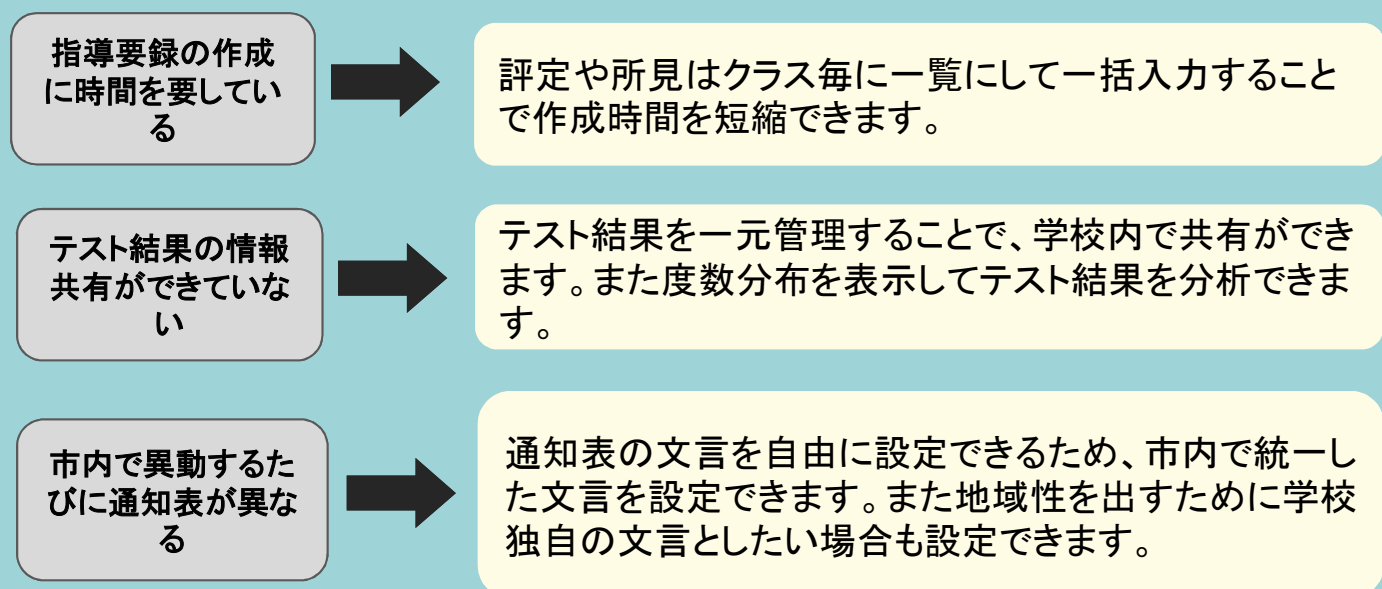 指導要録の作成
に時間を要してい
る
評定や所見はクラス毎に一覧にして一括入力すること
で作成時間を短縮できます。
テスト結果の情報
共有ができていな
い
テスト結果を一元管理することで、学校内で共有ができ
ます。また度数分布を表示してテスト結果を分析できま
す。
市内で異動するた
びに通知表が異な
る
通知表の文言を自由に設定できるため、市内で統一し
た文言を設定できます。また地域性を出すために学校
独自の文言としたい場合も設定できます。